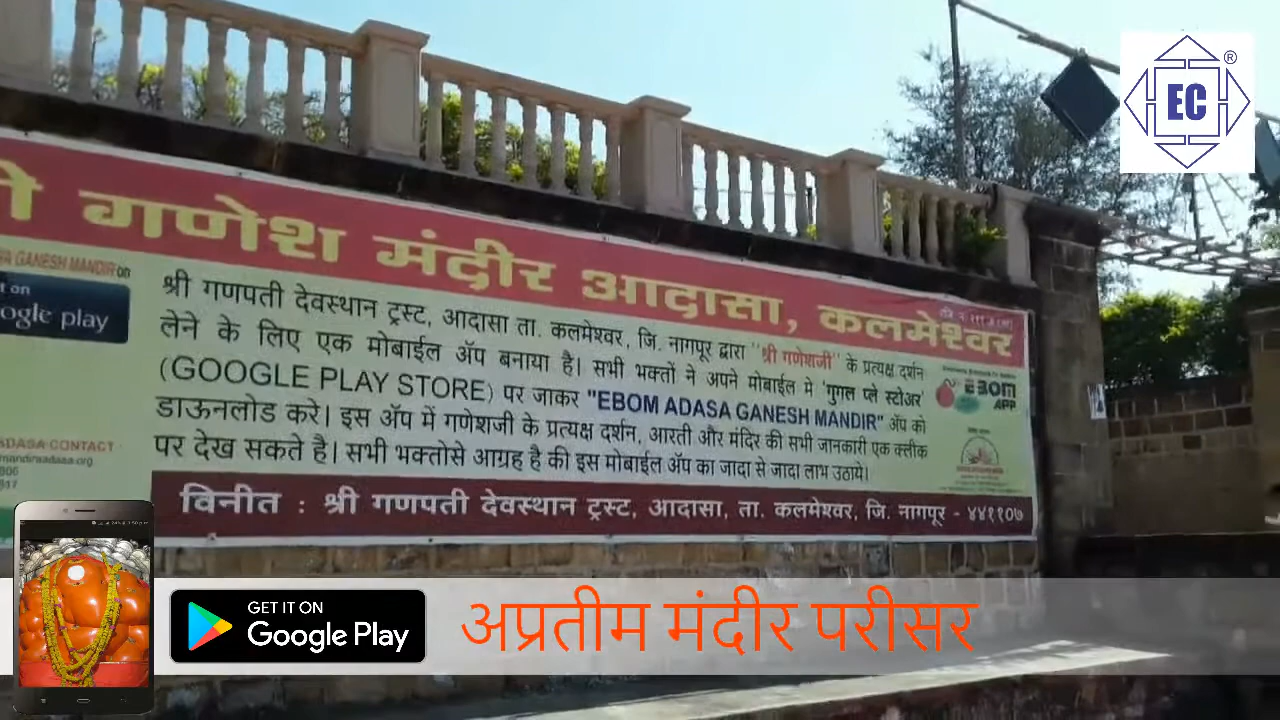 EC ®
गणेश मंदीर आदासा, कलमेश्वर
GANESH MANDIR on
google play
श्री गणपती देवस्थान ट्रस्ट, आदासा ता. कलमेश्वर, जि. नागपूर द्वारा "श्री गणेशजी" के प्रत्यक्ष दर्शन
लेने के लिए एक मोबाईल ॲप बनाया है। सभी भक्तों ने अपने मोबाईल मे 'गुगल प्ले स्टोअर'
(GOOGLE PLAY STORE) पर जाकर "EBOM ADASA GANESH MANDIR" ॲप को
डाऊनलोड करे। इस ॲप में गणेशजी के प्रत्यक्ष दर्शन, आरती और मंदिर की सभी जानकारी एक क्लीक
पर देख सकते है। सभी भक्तोसे आग्रह है की इस मोबाईल ॲप का जादा से जादा लाभ उठाये।
EBOM
APP
ADASA CONTACT
विनीत : श्री गणपती देवस्थान ट्रस्ट, आदासा, ता. कलमेश्वर, जि. नागपूर - ४४११०७
GET IT ON
Google Play
अप्रतीम मंदीर परीसर